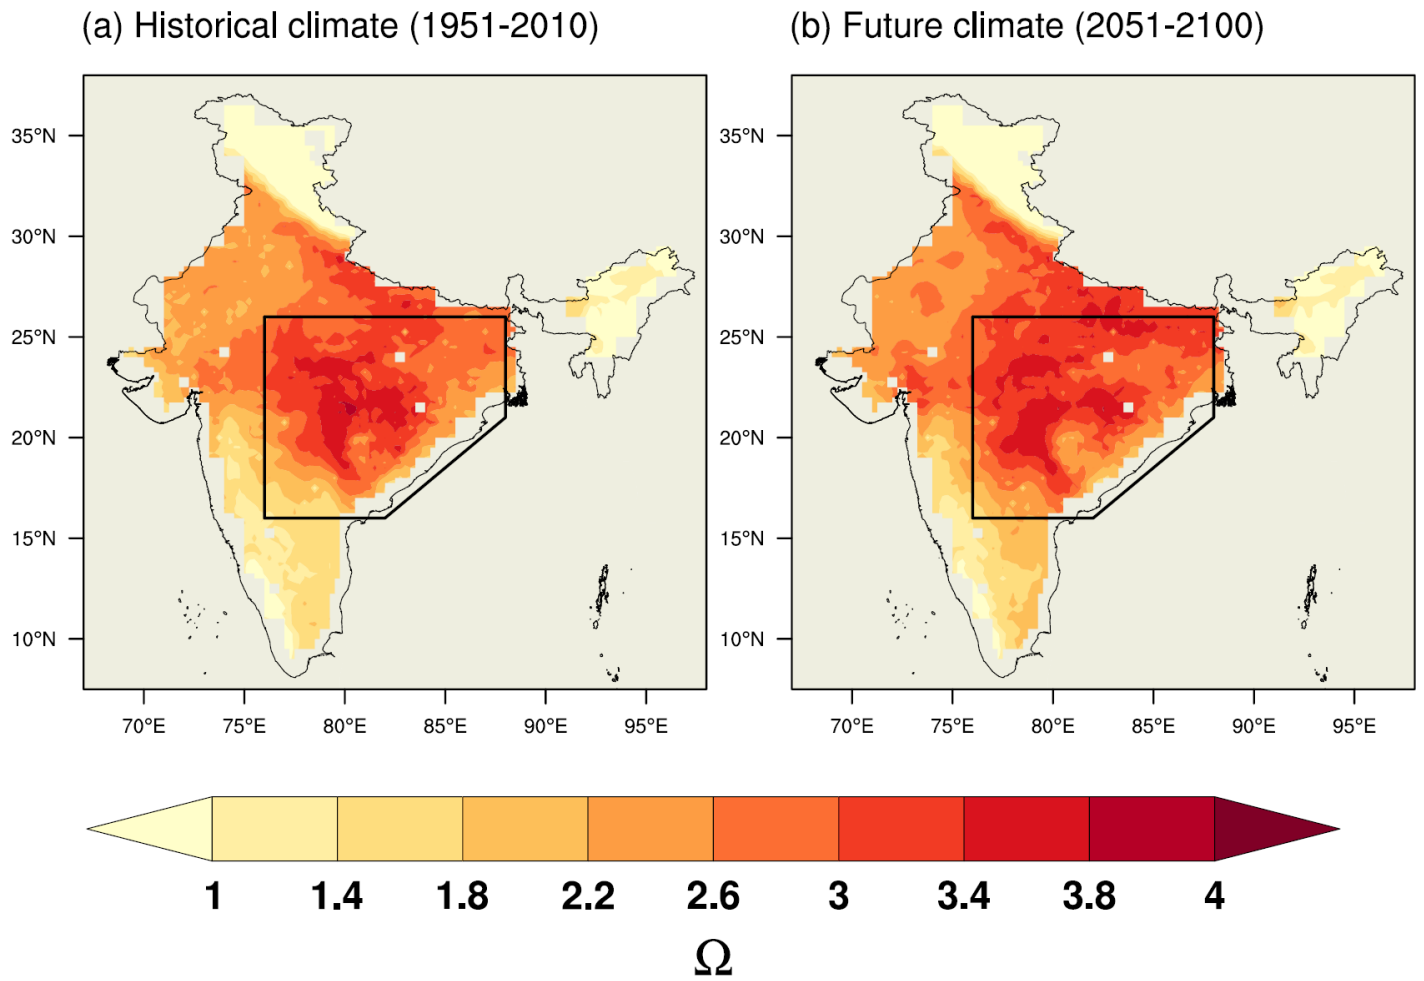 (a) Historical climate (1951-2010)
(b) Future climate (2051-2100)
35°N
30°N
25°N
20°N
15°N
10°N
70°E 75°E 80°E 85°E 90°E 95°E
35°N
30°N
25°N
20°N
15°N
10°N
70°E 75°E 80°E 85°E 90°E 95°E
1 1.4 1.8 2.2 2.6 3 3.4 3.8 4
Ω